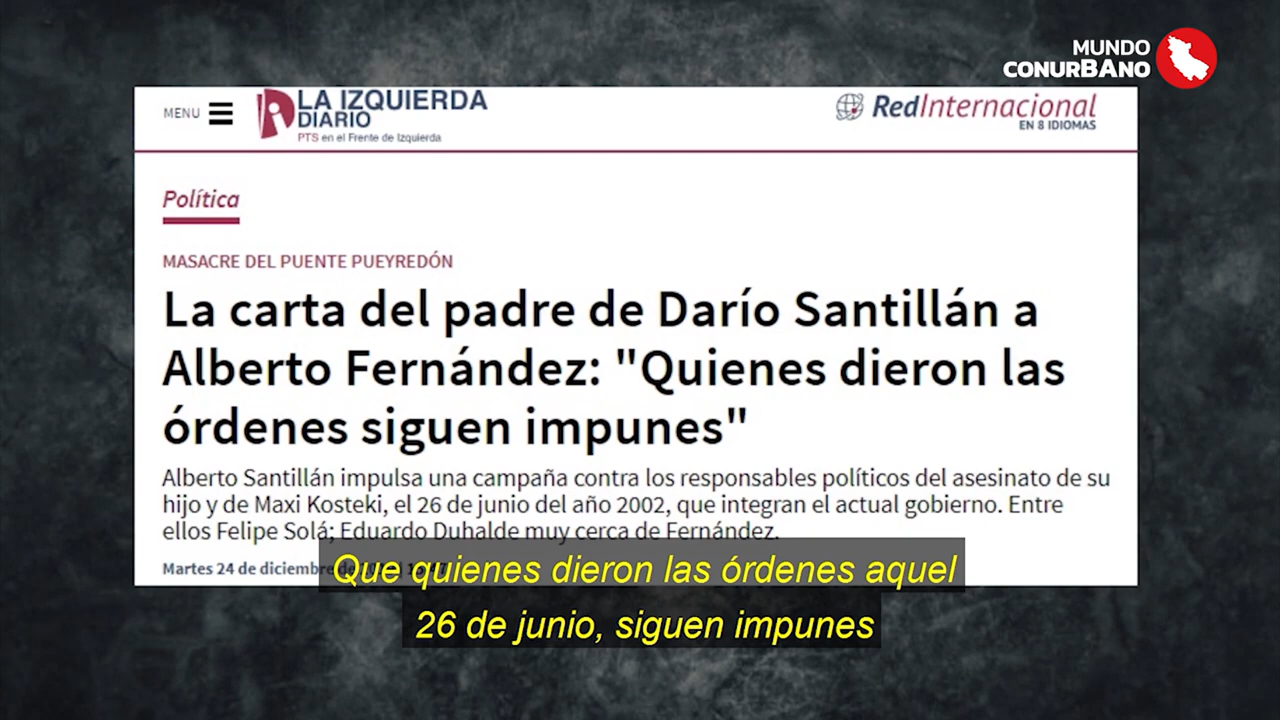 MUNDO
CONURBANO
MENU
LA IZQUIERDA
DIARIO
PTS en el Frente de Izquierda
RedInternacional
EN 8 IDIOMAS
Política
MASACRE DEL PUENTE PUEYREDÓN
La carta del padre de Darío Santillán a
Alberto Fernández: "Quienes dieron las
órdenes siguen impunes"
Alberto Santillán impulsa una campaña contra los responsables políticos del asesinato de su
hijo y de Maxi Kosteki, el 26 de junio del año 2002, que integran el actual gobierno. Entre
ellos Felipe Solá; Eduardo Duhalde muy cerca de Fernández.
Martes 24 de diciembre
Que quienes dieron las órdenes aquel
26 de junio, siguen impunes